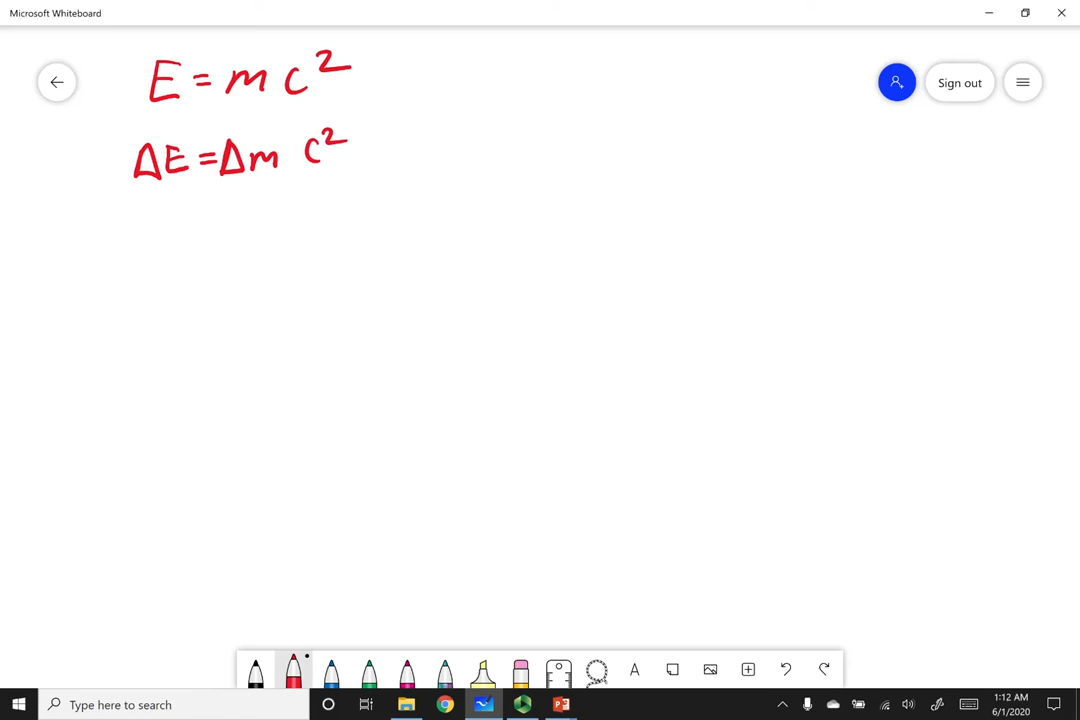 Microsoft Whiteboard
E = mc²
Sign out
ΔE = Δm c²
A
Type here to search
1:12 AM
6/1/2020